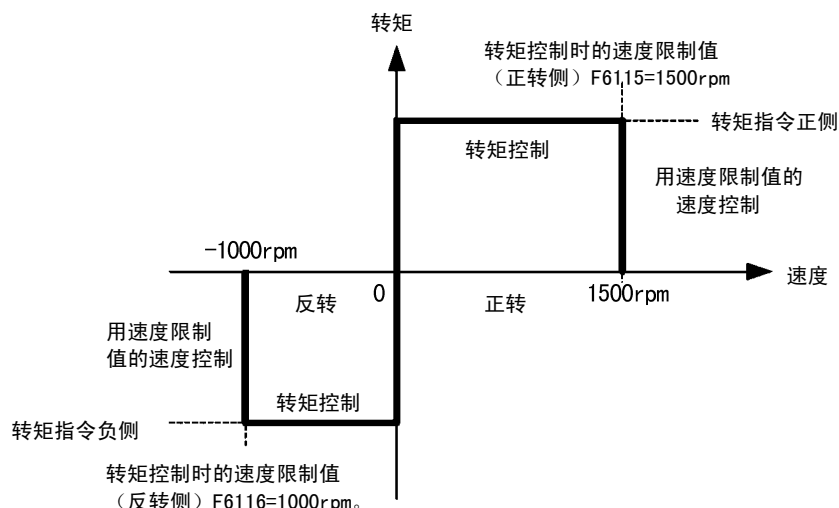 转矩
转矩控制时的速度限制值
（正转侧）F6115=1500rpm
转矩指令正侧
转矩控制
用速度限制值的
速度控制
-1000rpm
0
1500rpm
速度
反转
正转
用速度限制
值的速度控制
转矩控制
转矩指令负侧
转矩控制时的速度限制值
（反转侧）F6116=1000rpm。